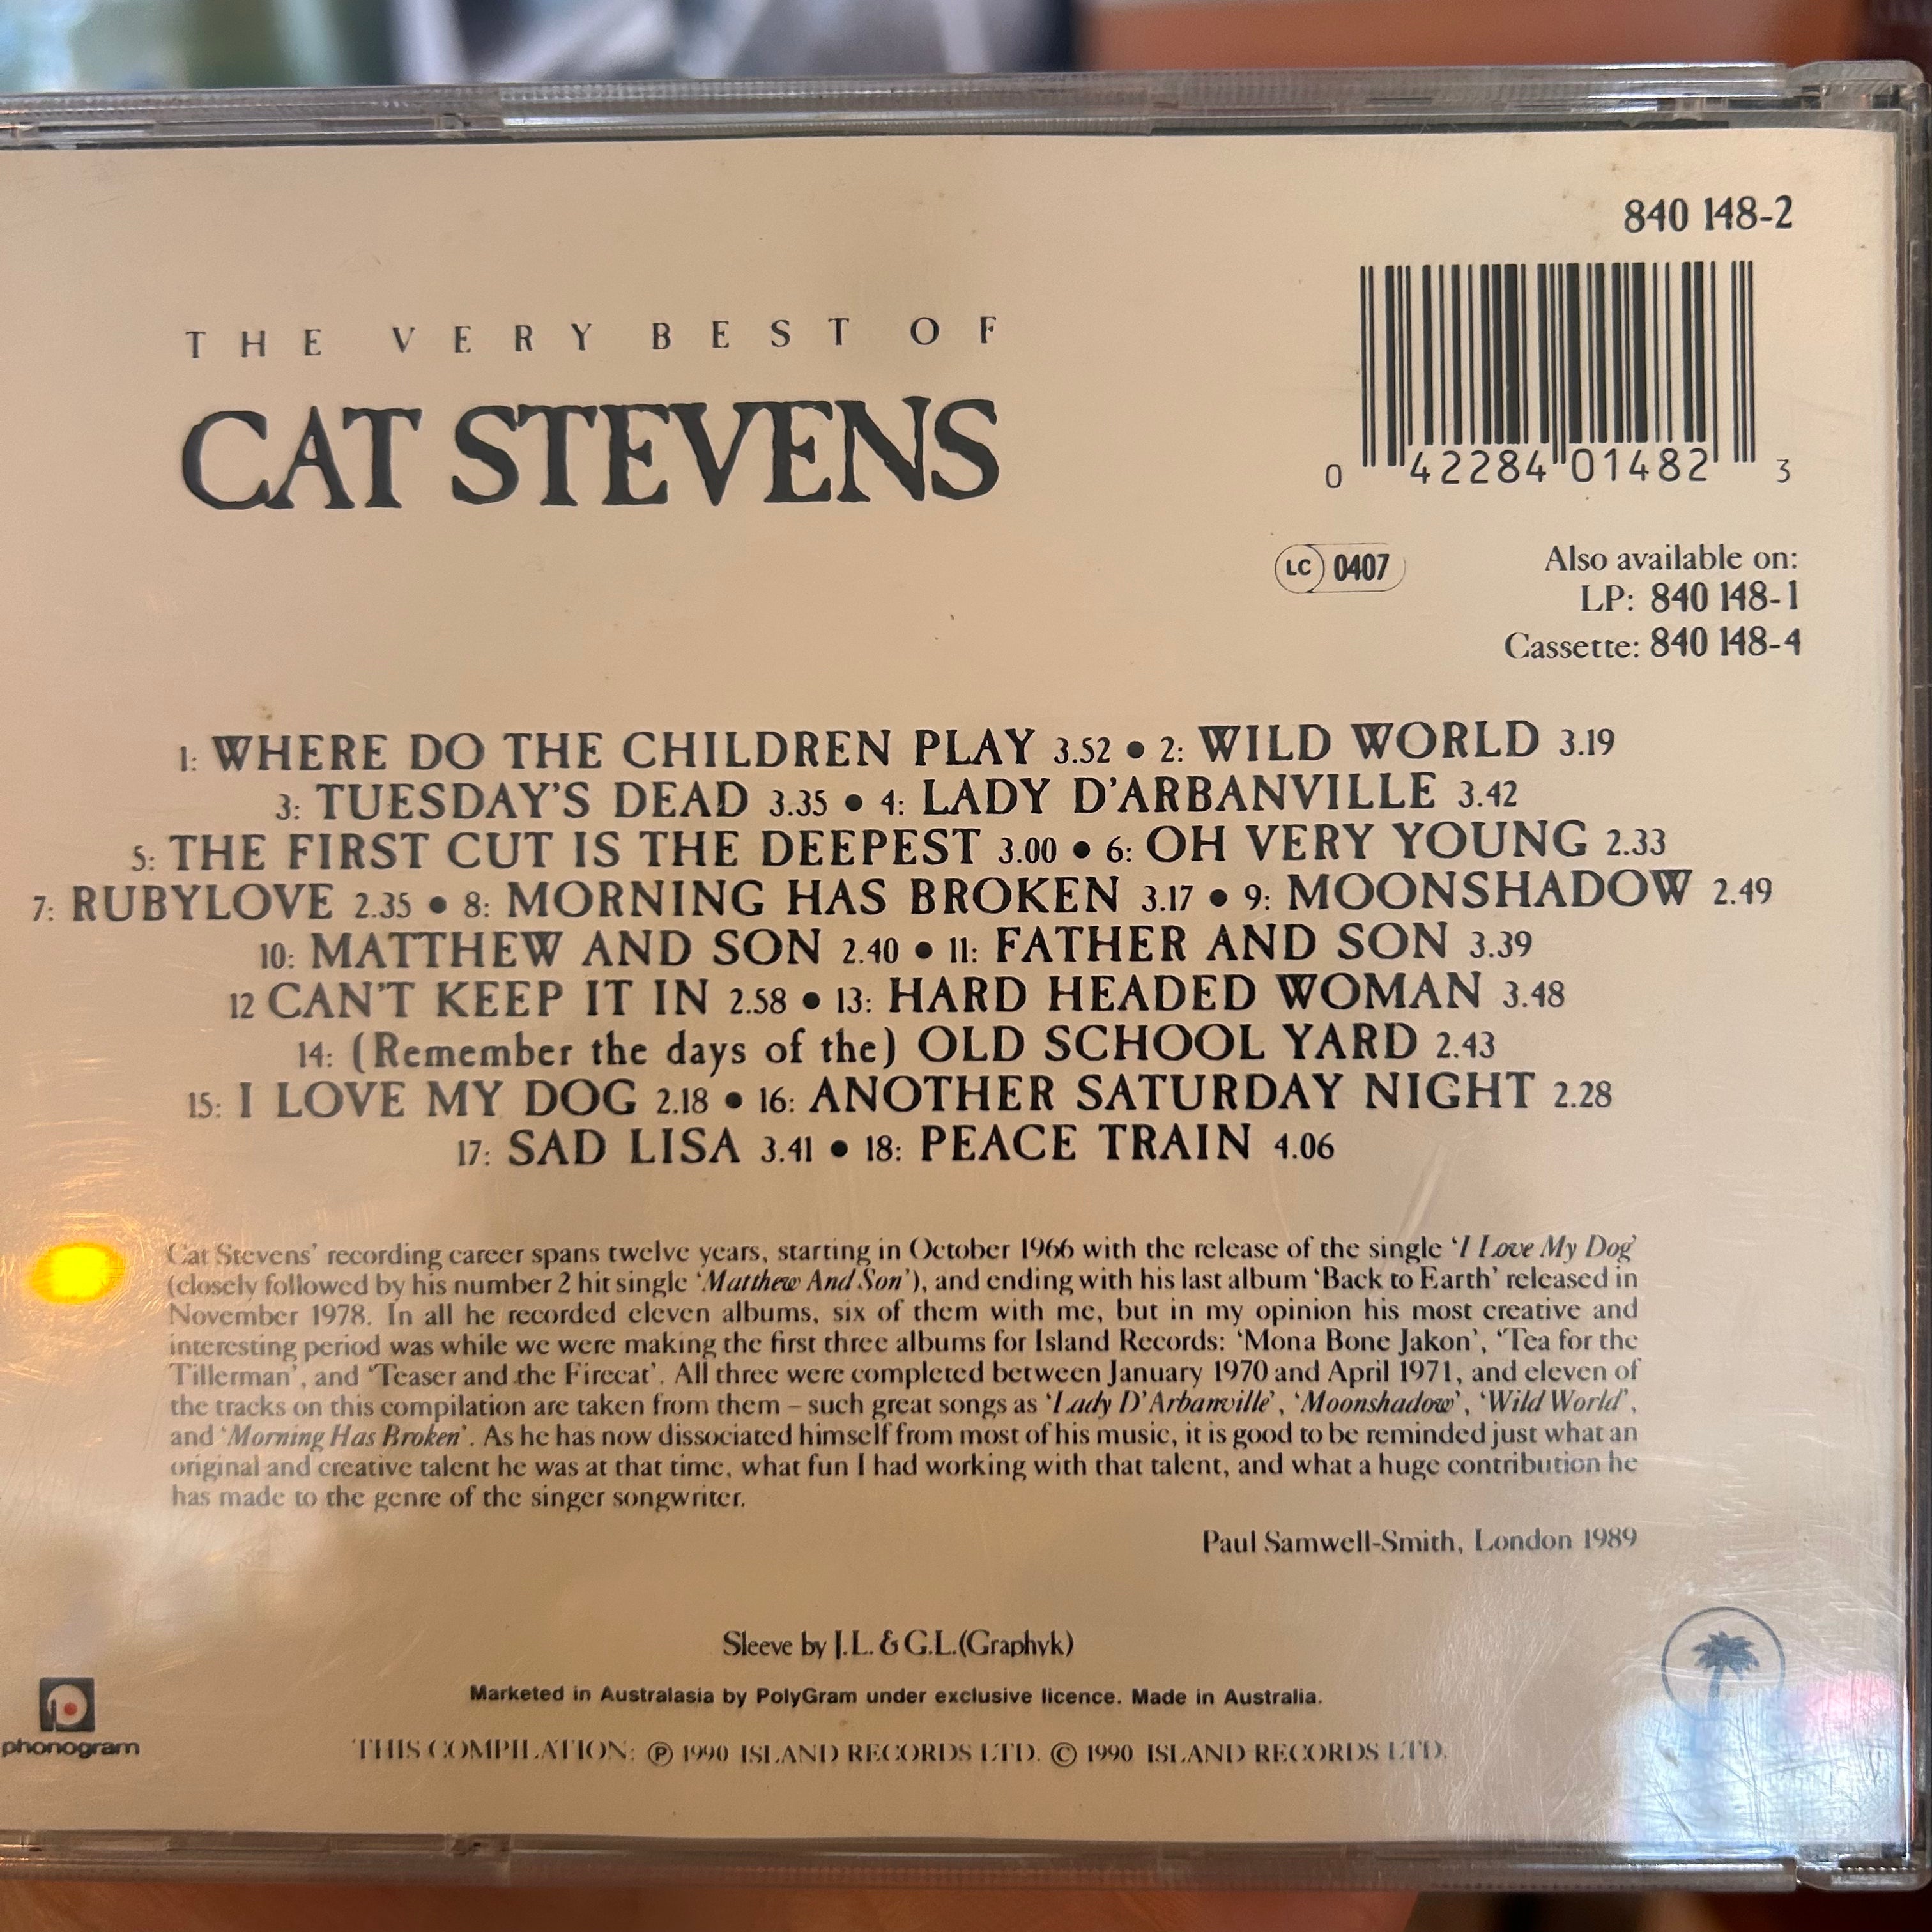 840 148-2
THE VERY BEST OF
CAT STEVENS
0 42284 01482 3
LC 0407
Also available on:
LP: 840 148-1
Cassette: 840 148-4
1: WHERE DO THE CHILDREN PLAY 3.52 • 2: WILD WORLD 3.19
3: TUESDAY'S DEAD 3.35 • 4: LADY D'ARBANVILLE 3.42
5: THE FIRST CUT IS THE DEEPEST 3.00 • 6: OH VERY YOUNG 2.33
7: RUBYLOVE 2.35 • 8: MORNING HAS BROKEN 3.17 • 9: MOONSHADOW 2.49
10: MATTHEW AND SON 2.40 • 11: FATHER AND SON 3.39
12 CAN'T KEEP IT IN 2.58 • 13: HARD HEADED WOMAN 3.48
14: (Remember the days of the) OLD SCHOOL YARD 2.43
15: I LOVE MY DOG 2.18 • 16: ANOTHER SATURDAY NIGHT 2.28
17: SAD LISA 3.41 • 18: PEACE TRAIN 4.06
Cat Stevens' recording career spans twelve years, starting in October 1966 with the release of the single 'I Love My Dog'
(closely followed by his number 2 hit single 'Matthew And Son'), and ending with his last album 'Back to Earth' released in
November 1978. In all he recorded eleven albums, six of them with me, but in my opinion his most creative and
interesting period was while we were making the first three albums for Island Records: 'Mona Bone Jakon', 'Tea for the
Tillerman', and 'Teaser and the Firecat'. All three were completed between January 1970 and April 1971, and eleven of
the tracks on this compilation are taken from them – such great songs as 'Lady D'Arbanville', 'Moonshadow', 'Wild World',
and 'Morning Has Broken'. As he has now dissociated himself from most of his music, it is good to be reminded just what an
original and creative talent he was at that time, what fun I had working with that talent, and what a huge contribution he
has made to the genre of the singer songwriter.
Paul Samwell-Smith, London 1989
Sleeve by J.L. & G.L.(Graphyk)
Marketed in Australasia by PolyGram under exclusive licence. Made in Australia.
phonogram
THIS COMPILATION: ℗ 1990 ISLAND RECORDS LTD. © 1990 ISLAND RECORDS LTD.